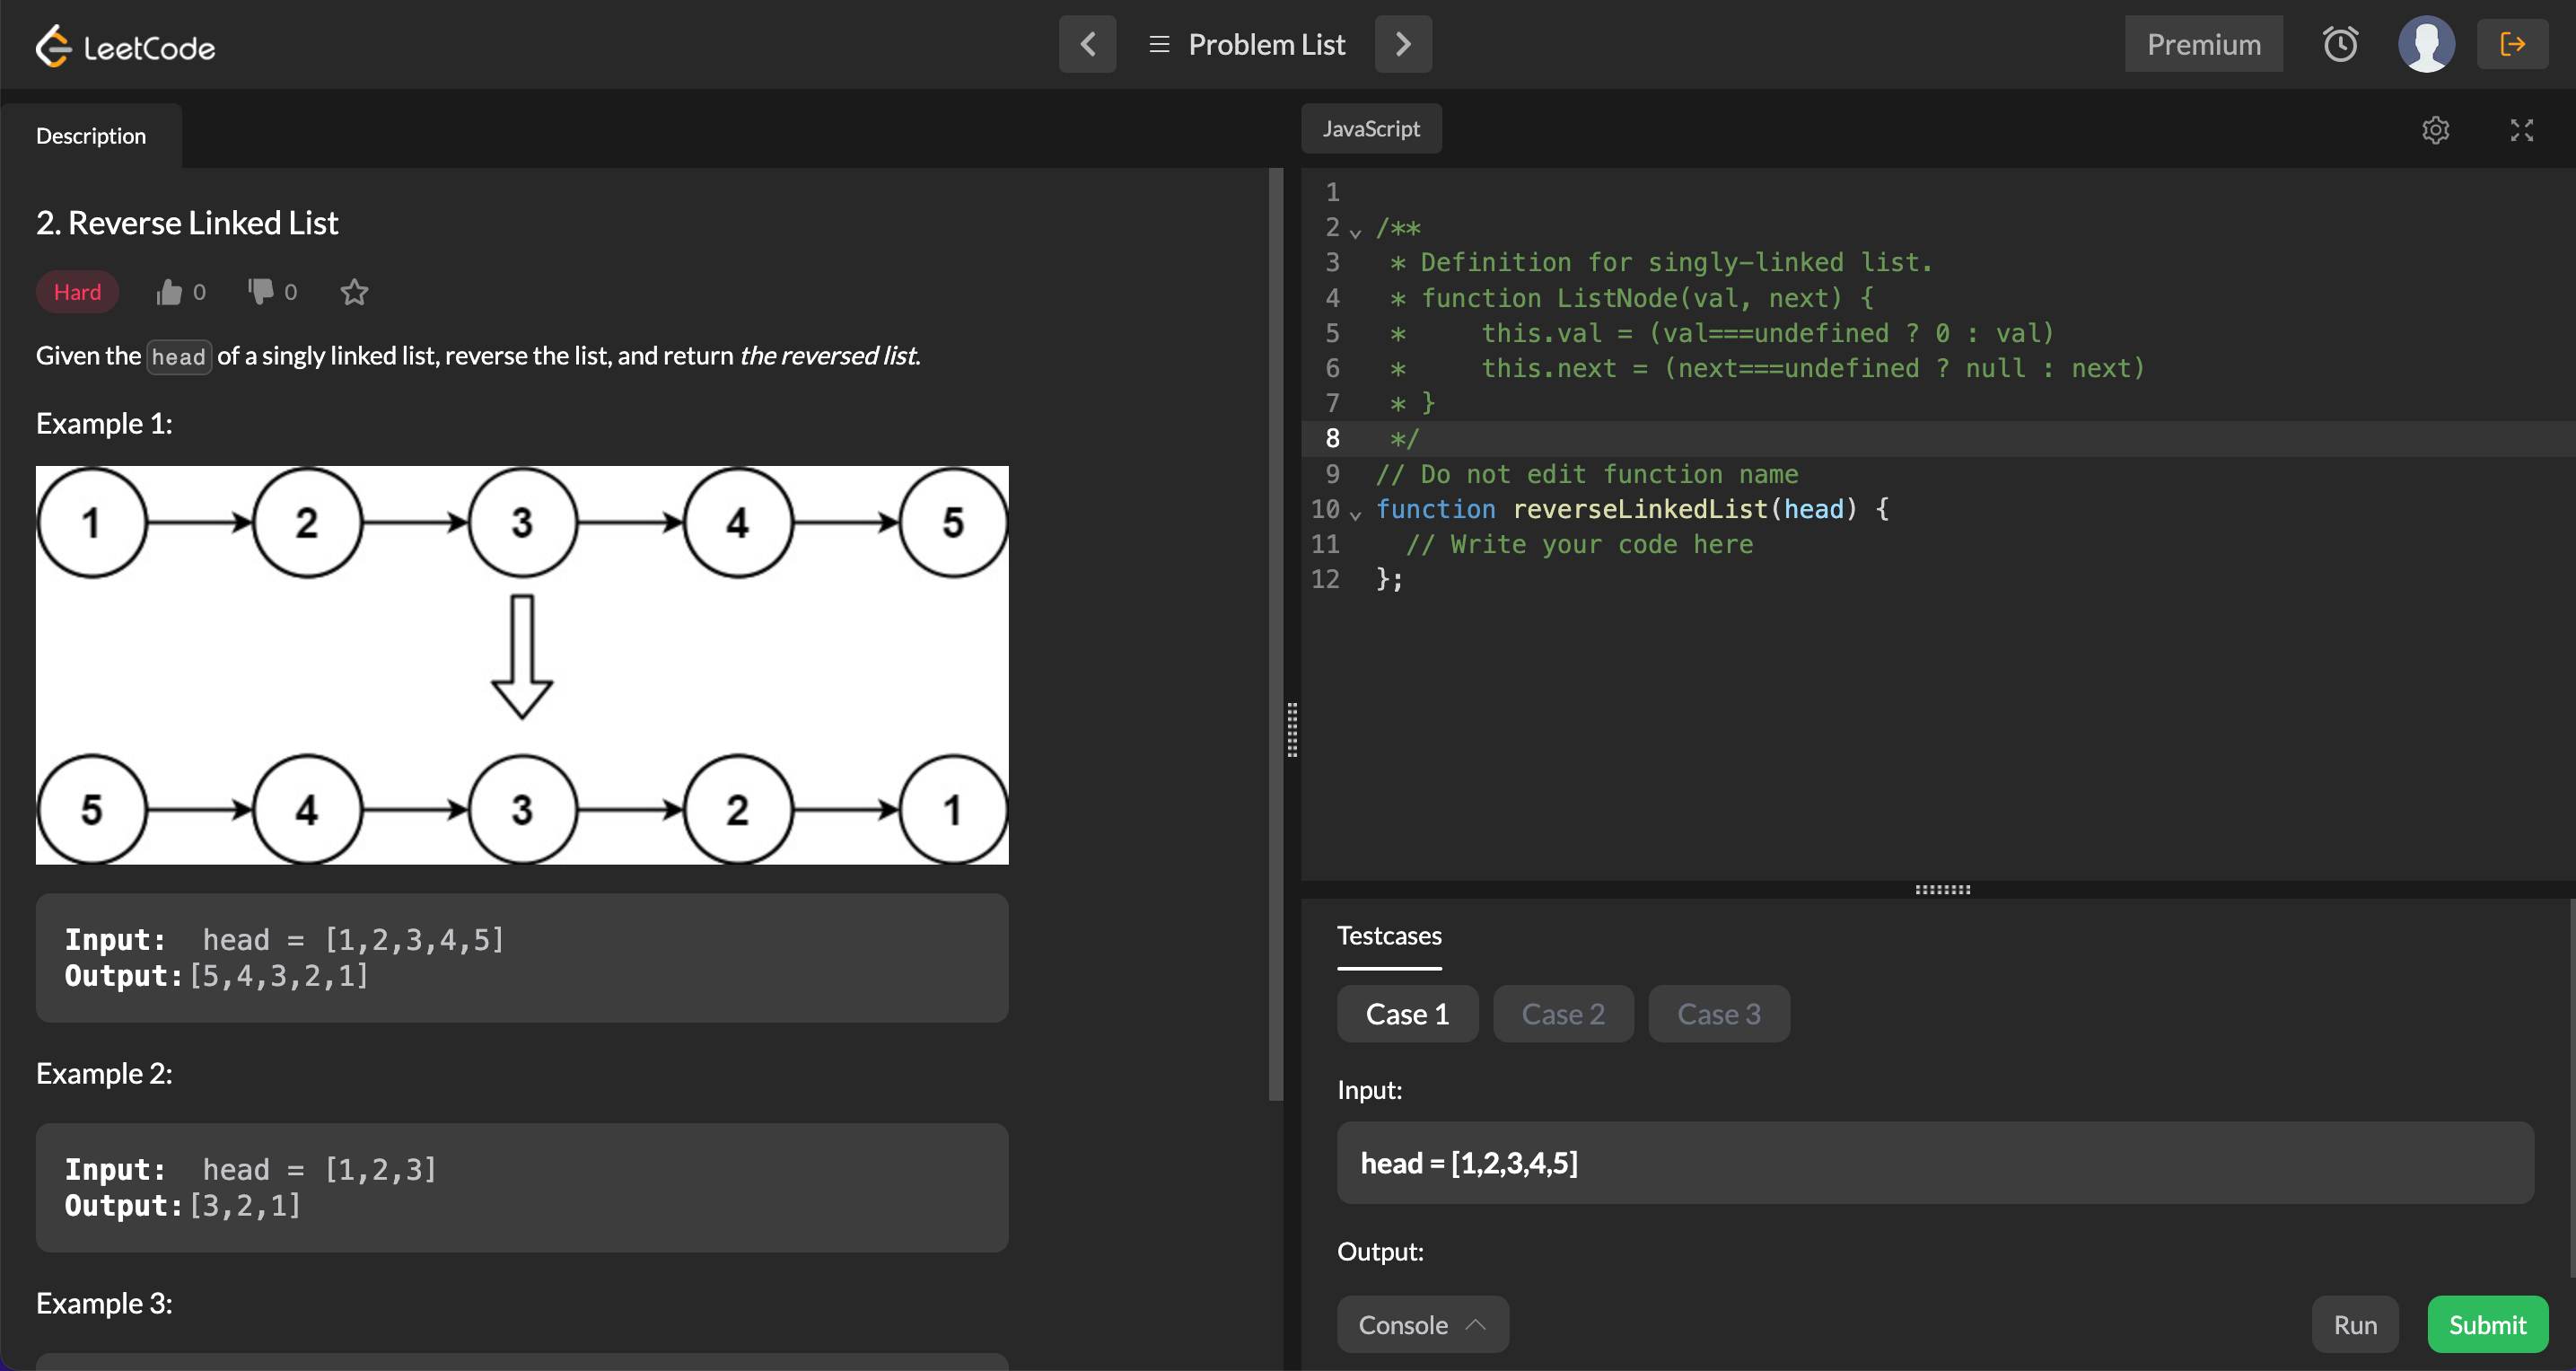 LeetCode
Problem List
Premium
Description
2. Reverse Linked List
Hard
0
0
Given the head of a singly linked list, reverse the list, and return the reversed list.
Example 1:
1 2 3 4 5
5 4 3 2 1
Input: head = [1,2,3,4,5]
Output:[5,4,3,2,1]
Example 2:
Input: head = [1,2,3]
Output:[3,2,1]
Example 3:
JavaScript
1
2 /**
3  * Definition for singly-linked list.
4  * function ListNode(val, next) {
5  *     this.val = (val===undefined ? 0 : val)
6  *     this.next = (next===undefined ? null : next)
7  * }
8  */
9 // Do not edit function name
10 function reverseLinkedList(head) {
11   // Write your code here
12 };
Testcases
Case 1 Case 2 Case 3
Input:
head = [1,2,3,4,5]
Output:
Console
Run
Submit